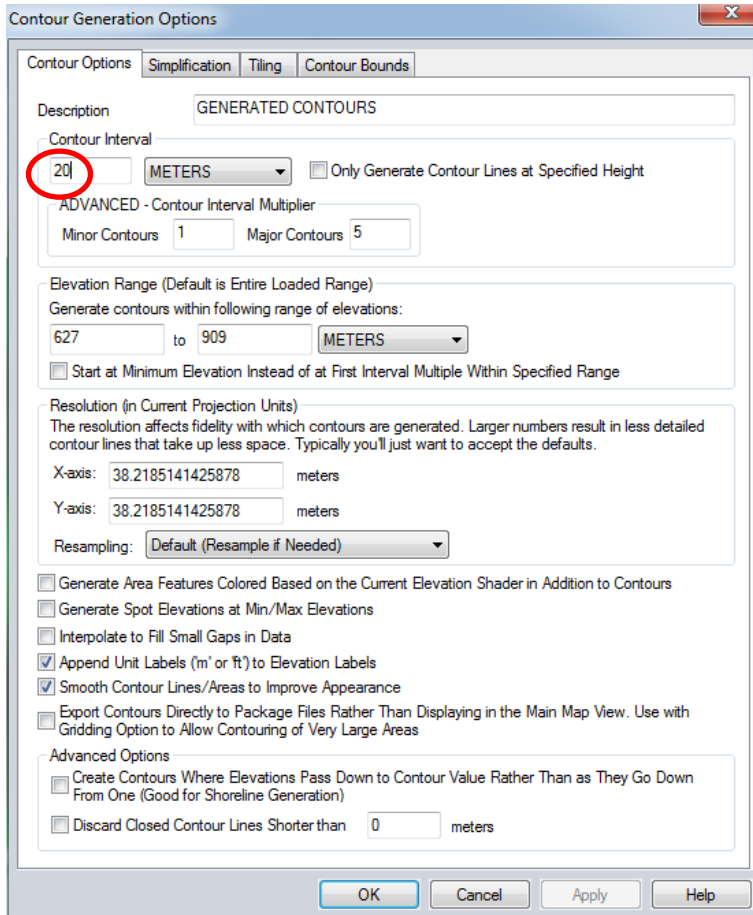 Contour Generation Options
X
Contour Options Simplification Tiling Contour Bounds
Description GENERATED CONTOURS
Contour Interval
20 METERS Only Generate Contour Lines at Specified Height
ADVANCED - Contour Interval Multiplier
Minor Contours 1 Major Contours 5
Elevation Range (Default is Entire Loaded Range)
Generate contours within following range of elevations:
627 to 909 METERS
Start at Minimum Elevation Instead of at First Interval Multiple Within Specified Range
Resolution (in Current Projection Units)
The resolution affects fidelity with which contours are generated. Larger numbers result in less detailed
contour lines that take up less space. Typically you'll just want to accept the defaults.
X-axis: 38.2185141425878 meters
Y-axis: 38.2185141425878 meters
Resampling: Default (Resample if Needed)
Generate Area Features Colored Based on the Current Elevation Shader in Addition to Contours
Generate Spot Elevations at Min/Max Elevations
Interpolate to Fill Small Gaps in Data
Append Unit Labels ('m' or 'ft') to Elevation Labels
Smooth Contour Lines/Areas to Improve Appearance
Export Contours Directly to Package Files Rather Than Displaying in the Main Map View. Use with
Gridding Option to Allow Contouring of Very Large Areas
Advanced Options
Create Contours Where Elevations Pass Down to Contour Value Rather Than as They Go Down
From One (Good for Shoreline Generation)
Discard Closed Contour Lines Shorter than 0 meters
OK Cancel Apply Help